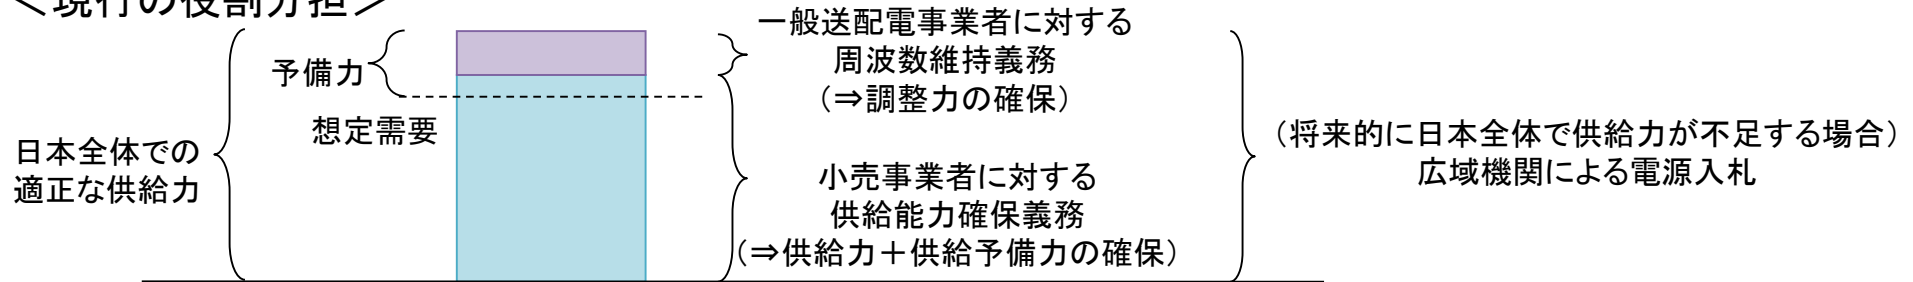 ＜現行の役割分担＞
日本全体での
適正な供給力
予備力
想定需要
一般送配電事業者に対する
周波数維持義務
（⇒調整力の確保）
小売事業者に対する
供給能力確保義務
（⇒供給力＋供給予備力の確保）
（将来的に日本全体で供給力が不足する場合）
広域機関による電源入札